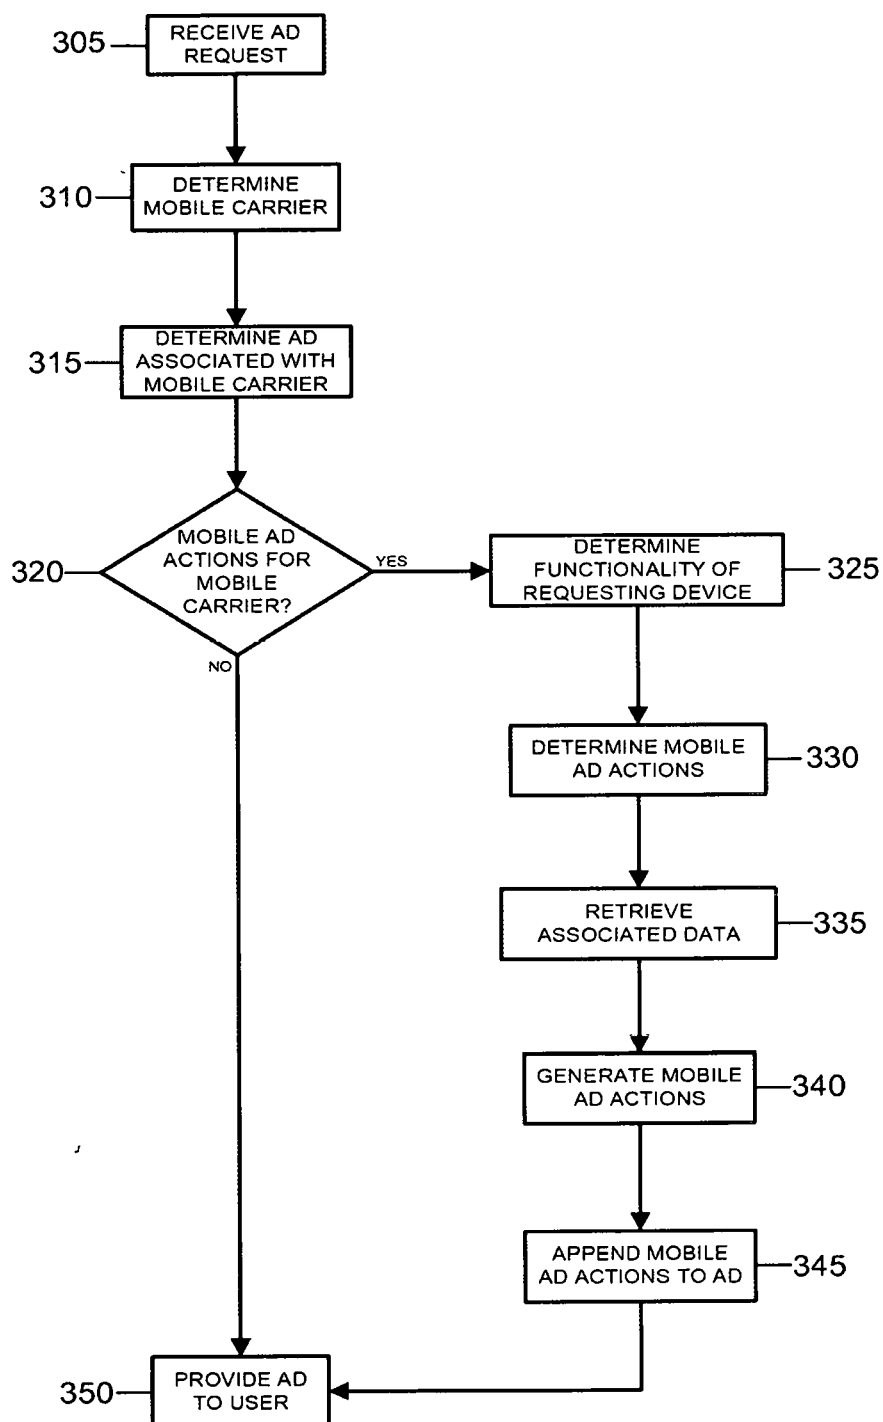 305
RECEIVE AD
REQUEST
310
DETERMINE
MOBILE CARRIER
315
DETERMINE AD
ASSOCIATED WITH
MOBILE CARRIER
320
MOBILE AD
ACTIONS FOR
MOBILE
CARRIER?
YES
NO
DETERMINE
FUNCTIONALITY OF
REQUESTING DEVICE
325
DETERMINE MOBILE
AD ACTIONS
330
RETRIEVE
ASSOCIATED DATA
335
GENERATE MOBILE
AD ACTIONS
340
APPEND MOBILE
AD ACTIONS TO AD
345
350
PROVIDE AD
TO USER